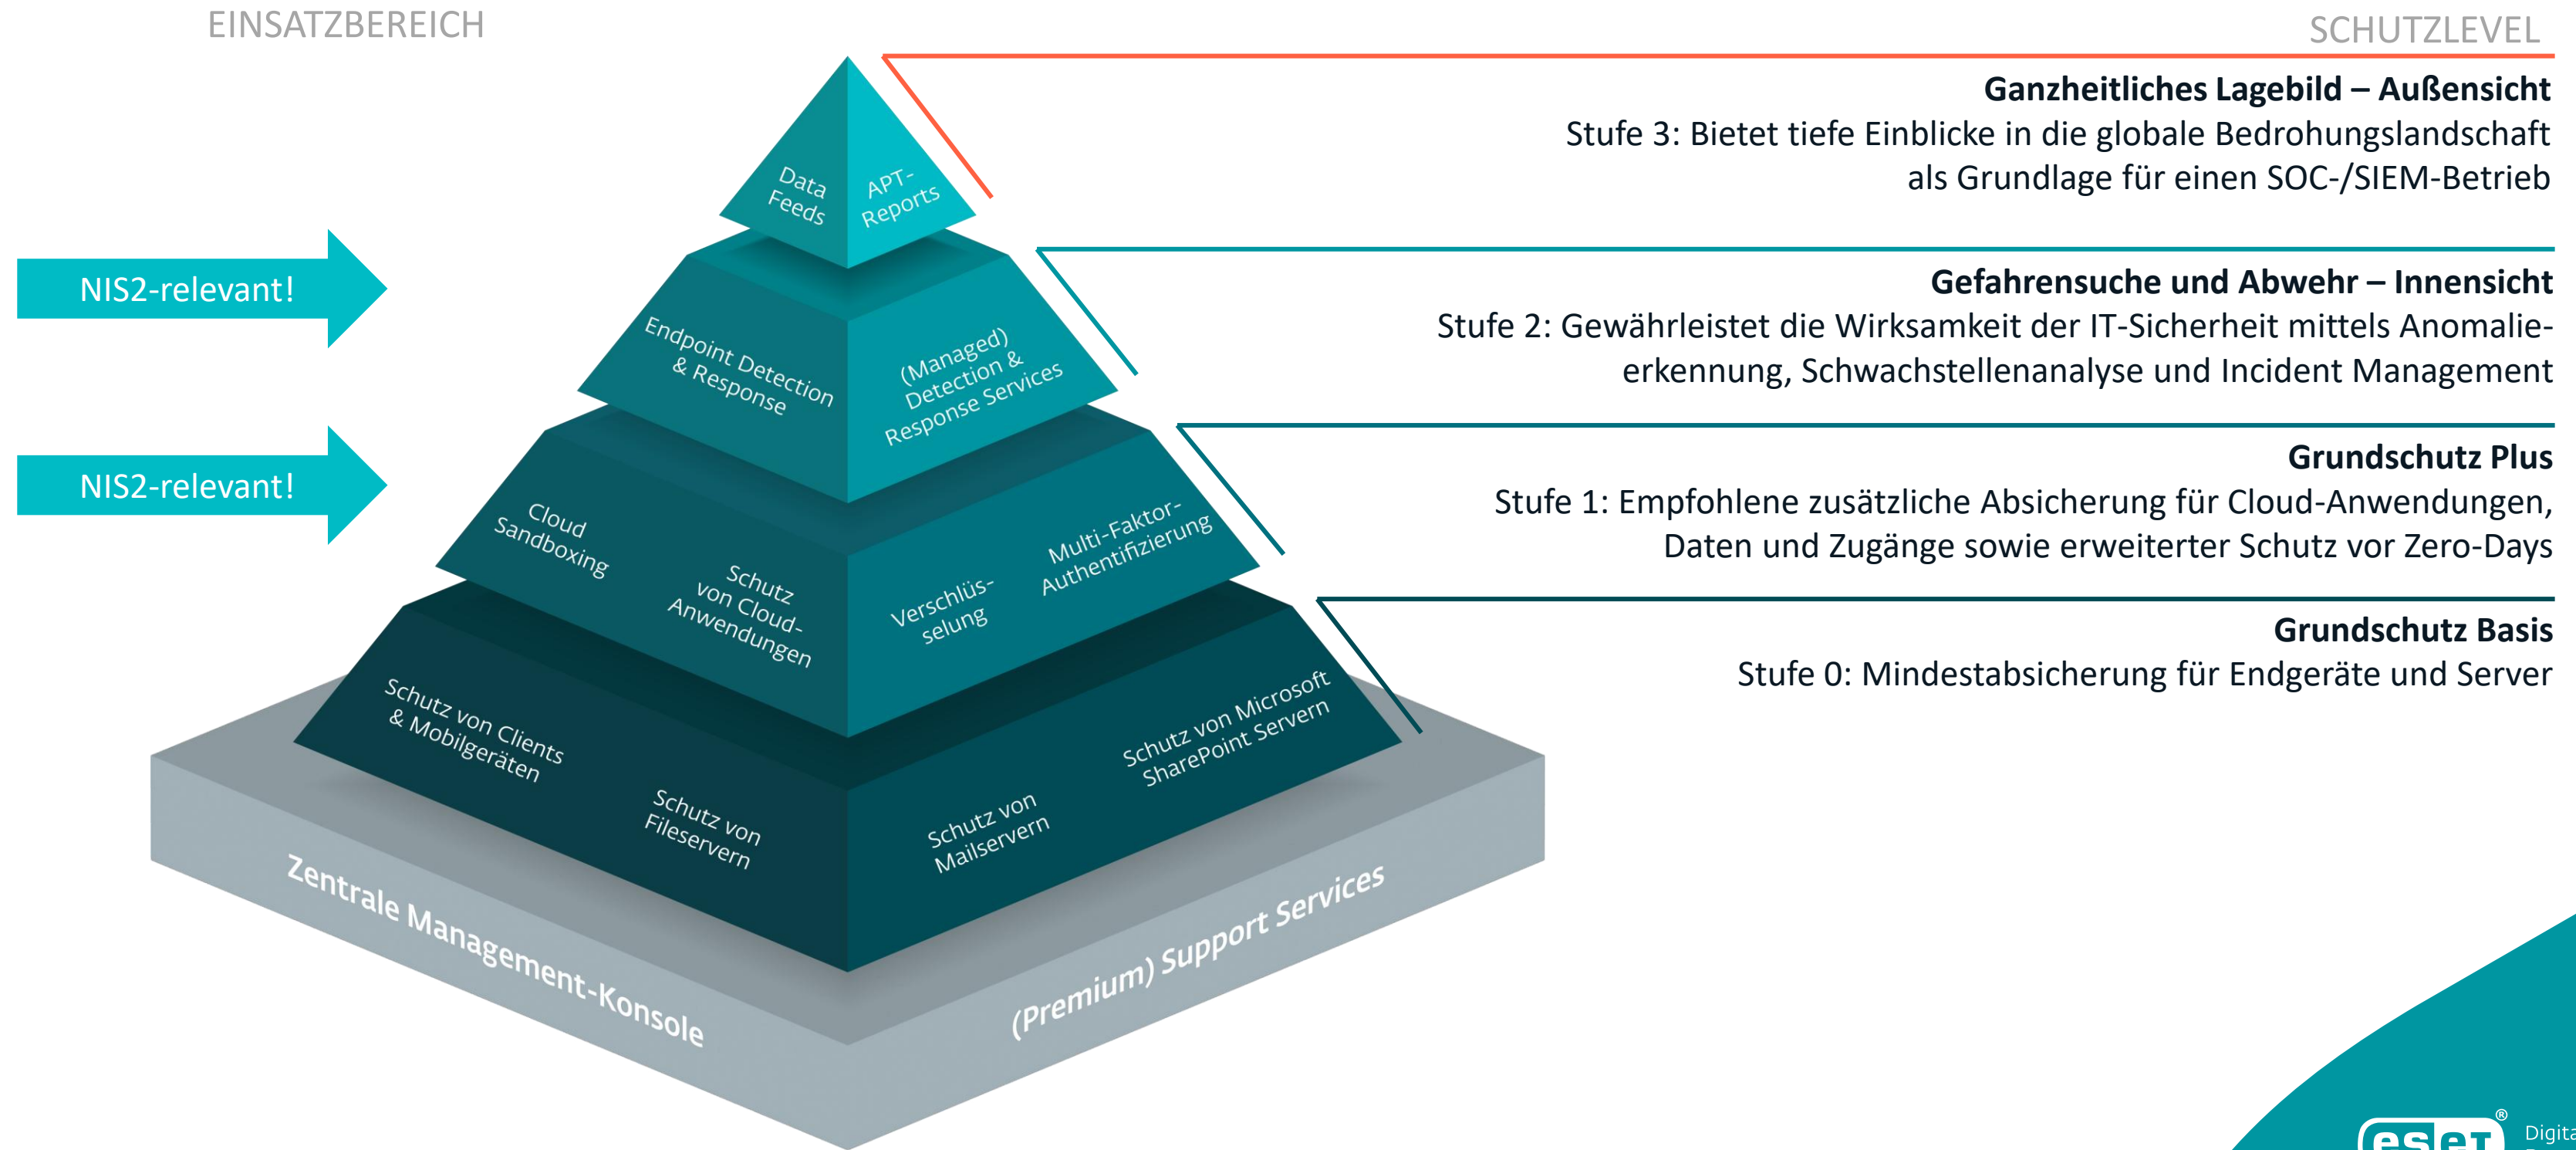 EINSATZBEREICH
SCHUTZLEVEL
Ganzheitliches Lagebild – Außensicht
Stufe 3: Bietet tiefe Einblicke in die globale Bedrohungslandschaft
als Grundlage für einen SOC-/SIEM-Betrieb
Data
Feeds
APT-
Reports
NIS2-relevant!
Gefahrensuche und Abwehr – Innensicht
Stufe 2: Gewährleistet die Wirksamkeit der IT-Sicherheit mittels Anomalie-
erkennung, Schwachstellenanalyse und Incident Management
Endpoint Detection
& Response
(Managed)
Detection &
Response Services
NIS2-relevant!
Grundschutz Plus
Stufe 1: Empfohlene zusätzliche Absicherung für Cloud-Anwendungen,
Daten und Zugänge sowie erweiterter Schutz vor Zero-Days
Cloud
Sandboxing
Schutz
von Cloud-
Anwendungen
Verschlüs-
selung
Multi-Faktor-
Authentifizierung
Grundschutz Basis
Stufe 0: Mindestabsicherung für Endgeräte und Server
Schutz von Clients
& Mobilgeräten
Schutz von
Fileservern
Schutz von
Mailservern
Schutz von Microsoft
SharePoint Servern
Zentrale Management-Konsole
(Premium) Support Services
eseT®
Digita